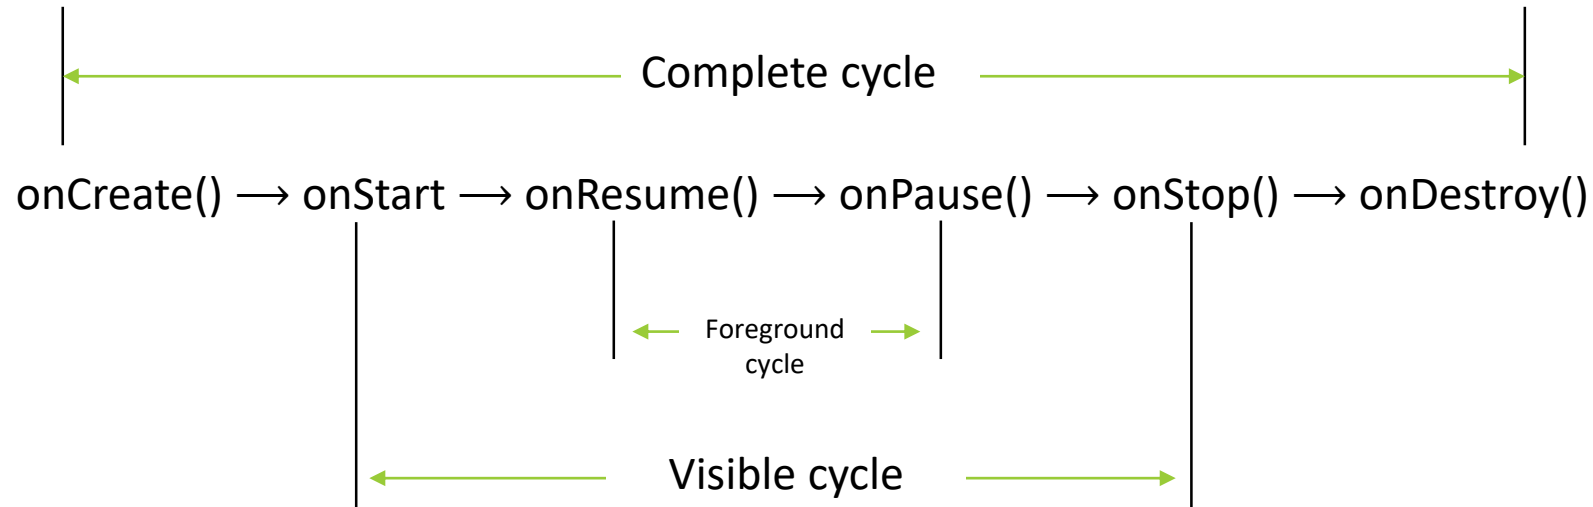 Complete cycle
onCreate() → onStart → onResume() → onPause() → onStop() → onDestroy()
Foreground
cycle
Visible cycle